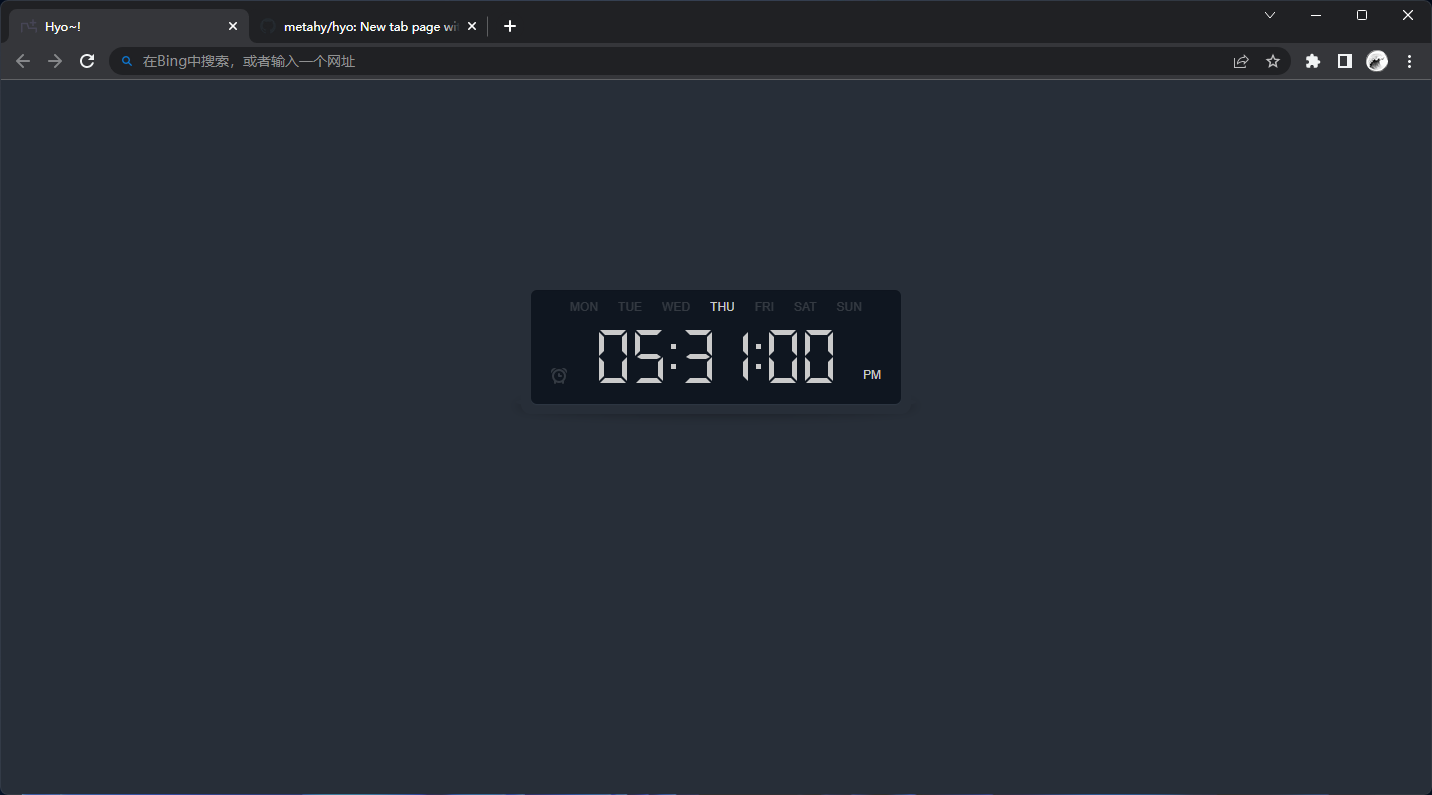 Hyo~!
metahy/hyo: New tab page wi
在Bing中搜索，或者输入一个网址
MON TUE WED THU FRI SAT SUN
05:31:00
PM